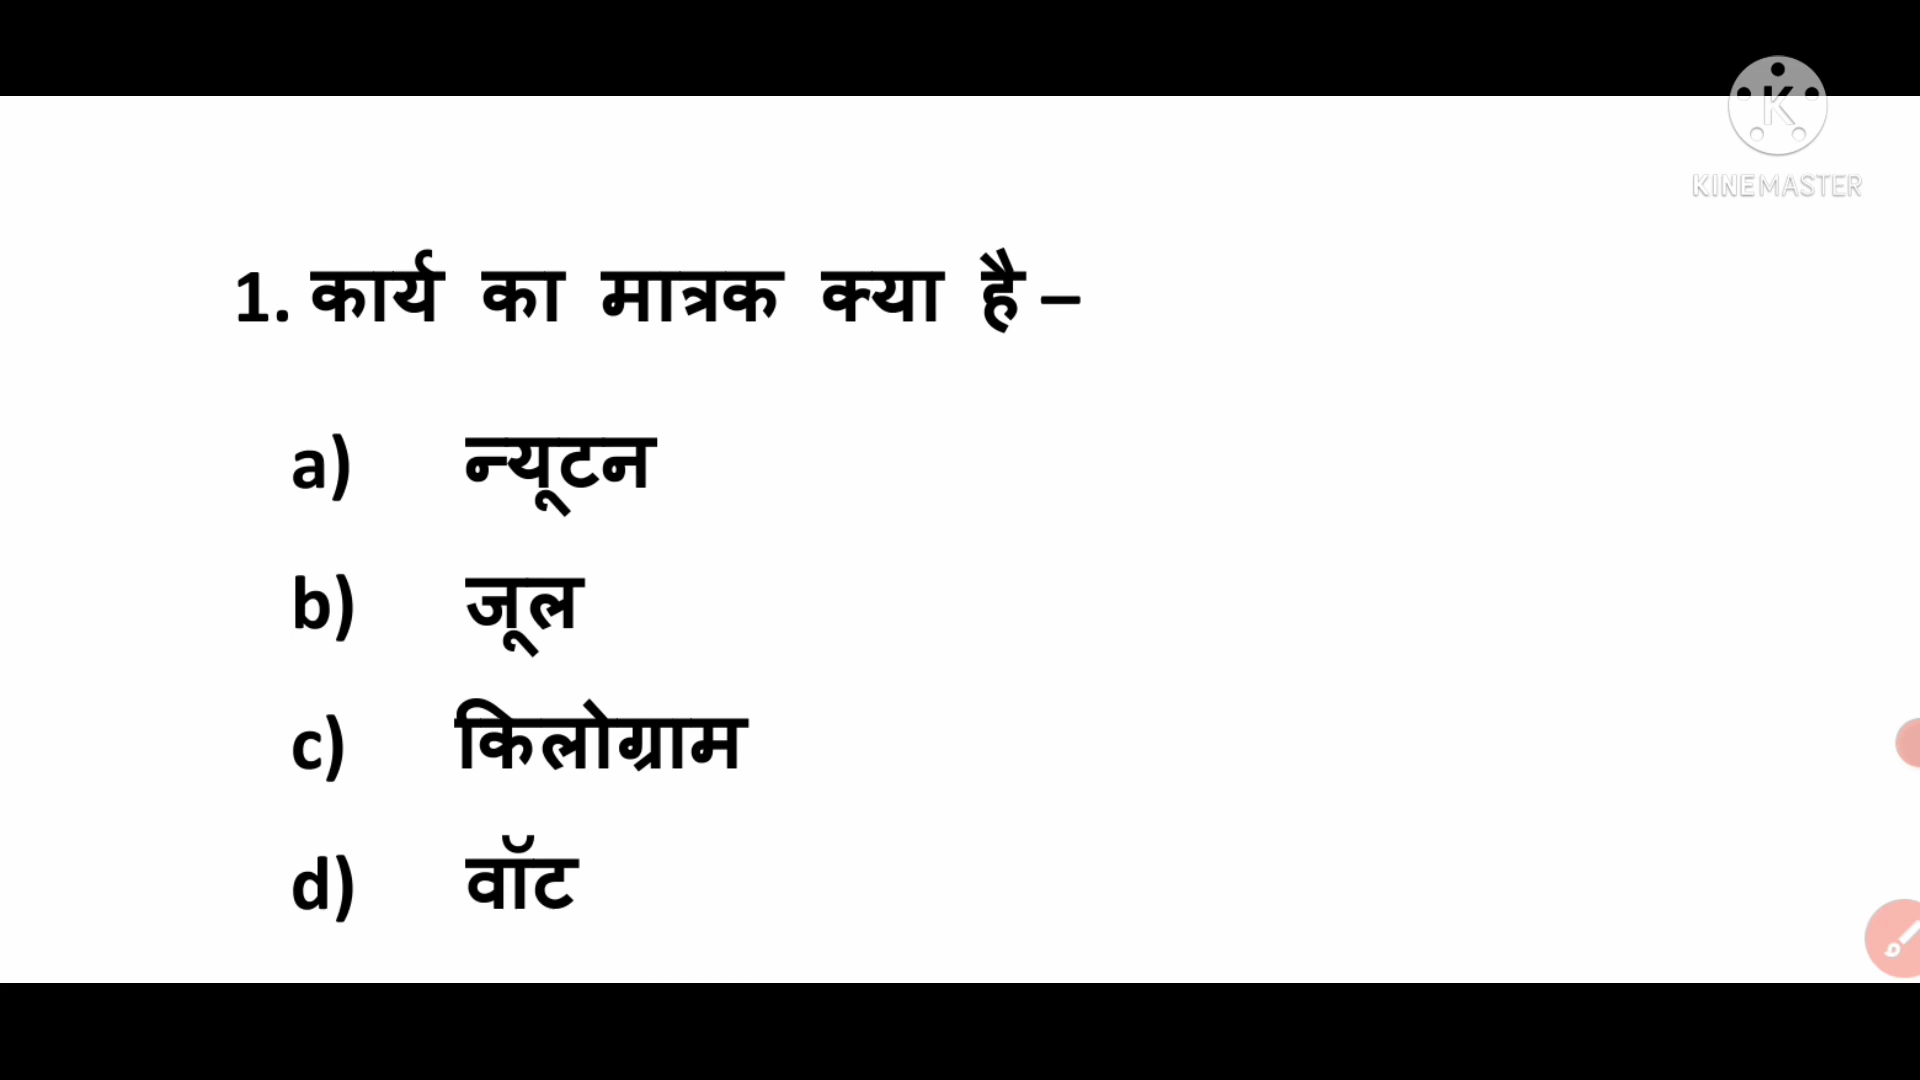 KINEMASTER
1. कार्य का मात्रक क्या है –
a) न्यूटन
b) जूल
c) किलोग्राम
d) वॉट